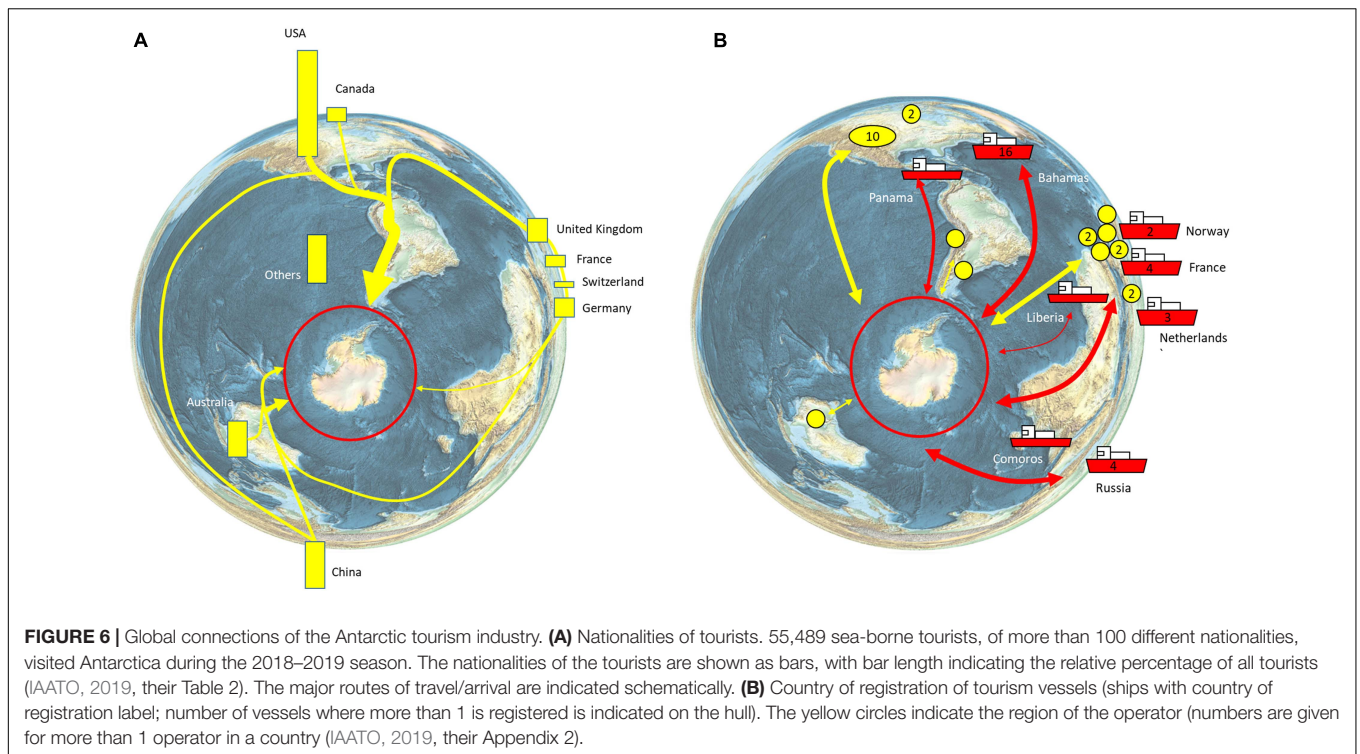 A
USA
Canada
United Kingdom
France
Switzerland
Germany
Others
Australia
China
B
2
10
16
Bahamas
Panama
2
Norway
2
2
4
France
Liberia
2
3
Netherlands
`
Comoros
4
Russia
FIGURE 6 | Global connections of the Antarctic tourism industry. (A) Nationalities of tourists. 55,489 sea-borne tourists, of more than 100 different nationalities,
visited Antarctica during the 2018–2019 season. The nationalities of the tourists are shown as bars, with bar length indicating the relative percentage of all tourists
(IAATO, 2019, their Table 2). The major routes of travel/arrival are indicated schematically. (B) Country of registration of tourism vessels (ships with country of
registration label; number of vessels where more than 1 is registered is indicated on the hull). The yellow circles indicate the region of the operator (numbers are given
for more than 1 operator in a country (IAATO, 2019, their Appendix 2).